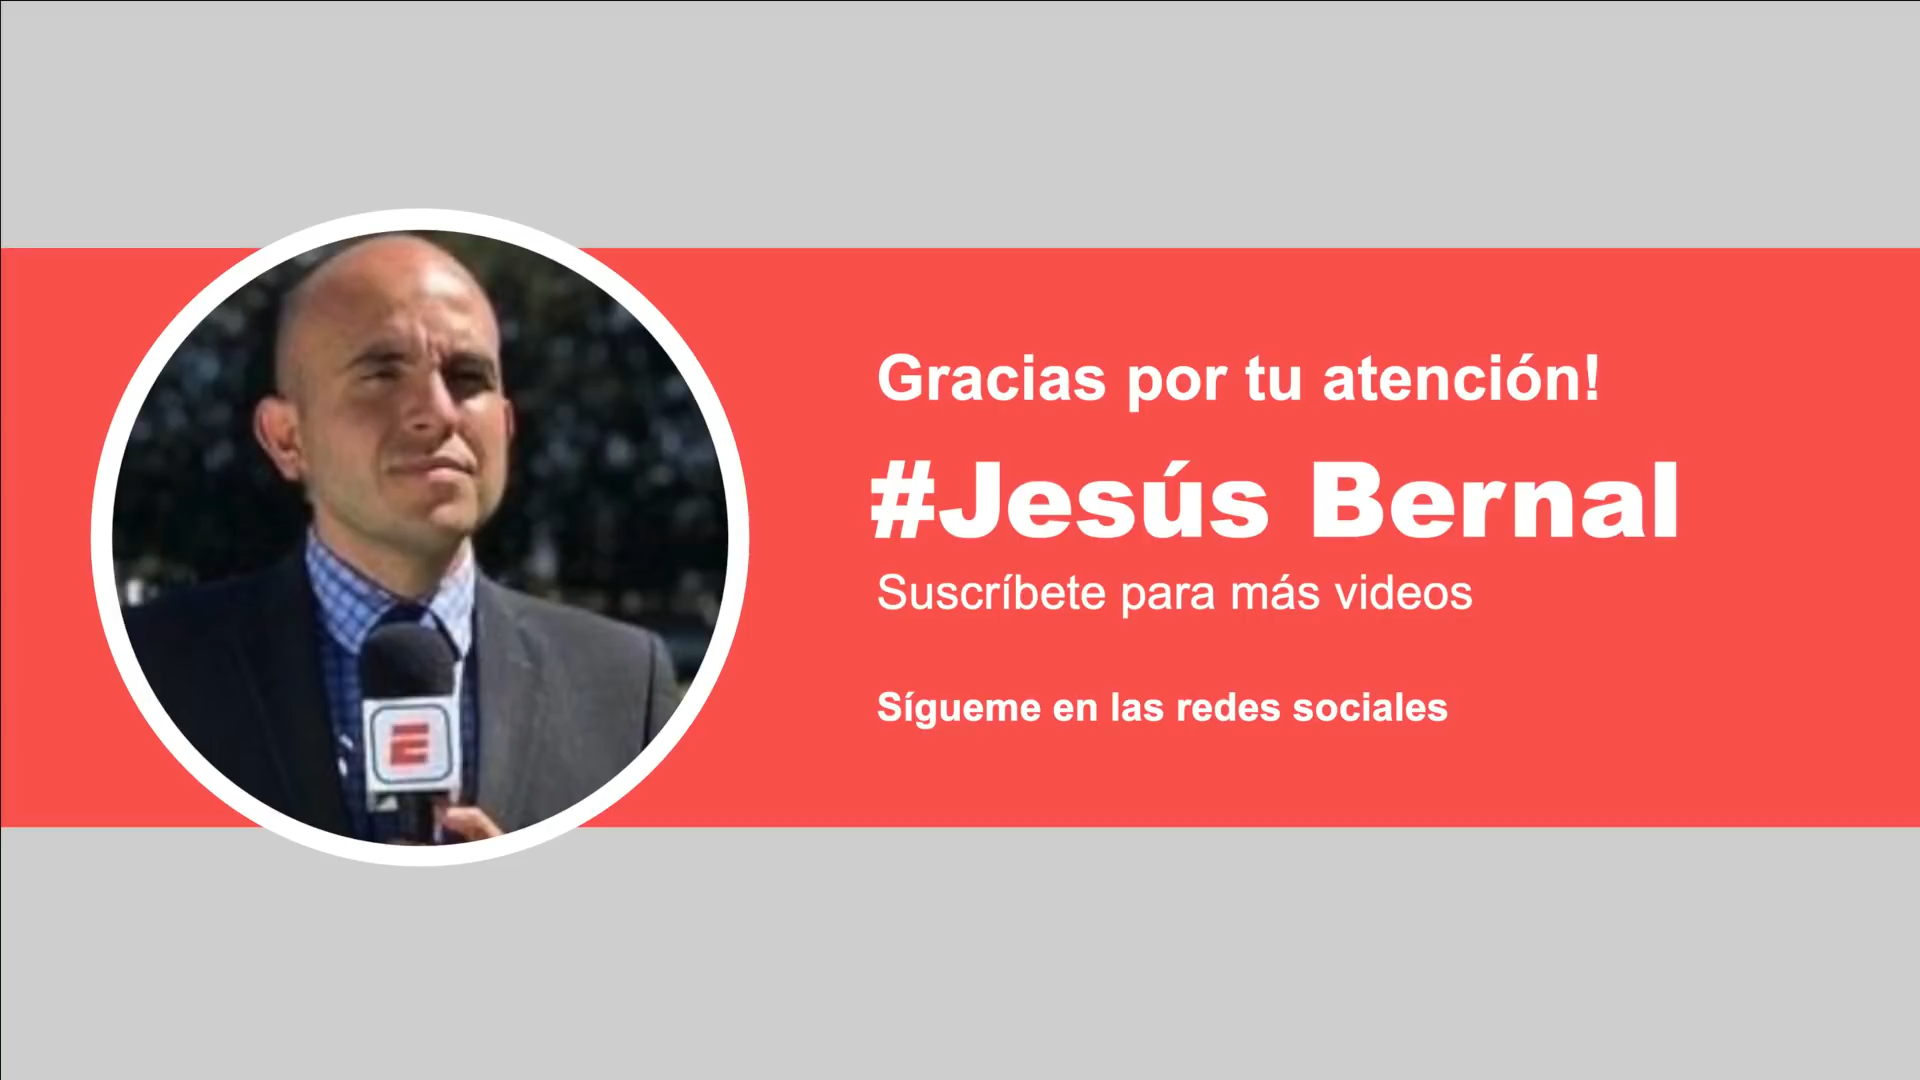 Gracias por tu atención!
#Jesús Bernal
Suscríbete para más videos
Sígueme en las redes sociales
E